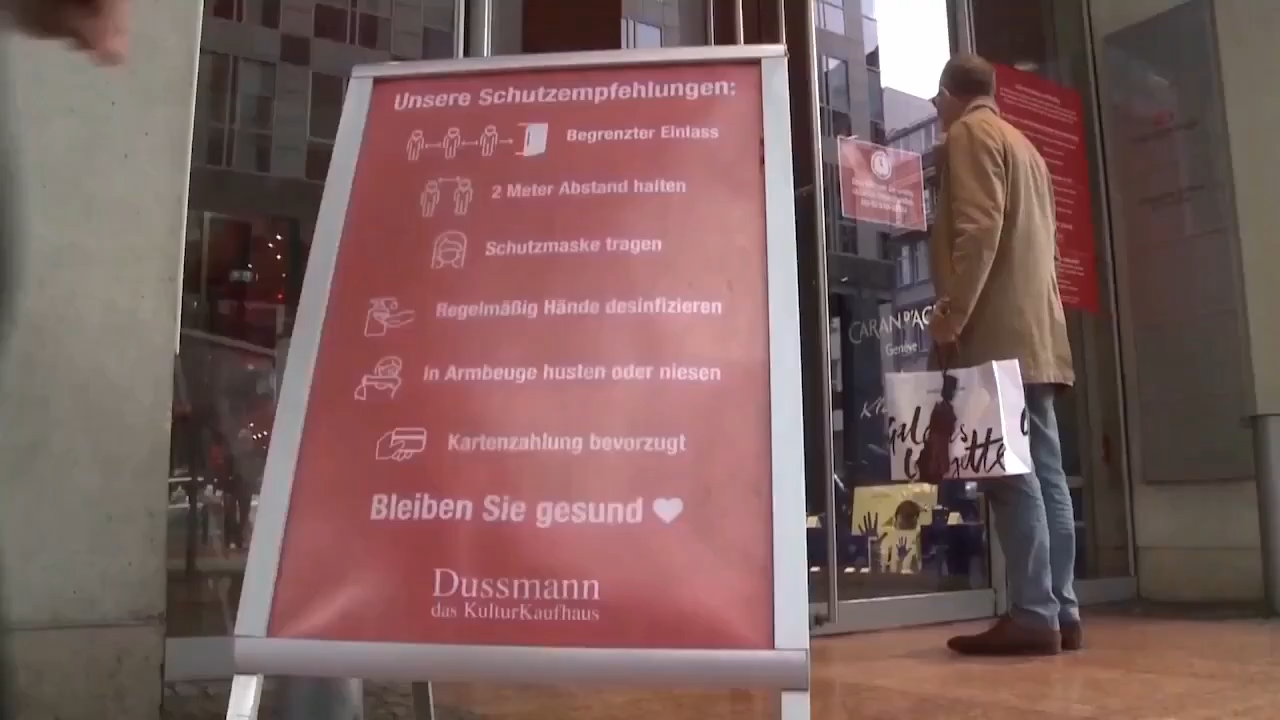 Unsere Schutzempfehlungen:
Begrenzter Einlass
2 Meter Abstand halten
Schutzmaske tragen
Regelmäßig Hände desinfizieren
In Armbeuge husten oder niesen
Kartenzahlung bevorzugt
Bleiben Sie gesund
Dussmann
das KulturKaufhaus
CARAN D'AC
Genève